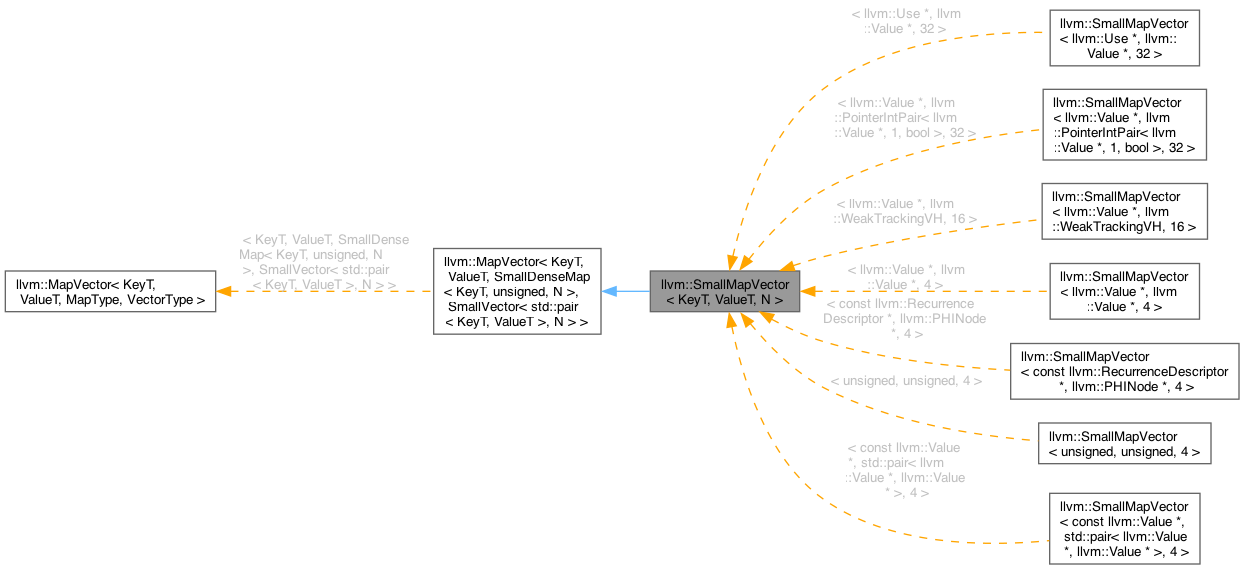 llvm::MapVector< KeyT,
ValueT, MapType, VectorType >
< KeyT, ValueT, SmallDense
Map< KeyT, unsigned, N
>, SmallVector< std::pair
< KeyT, ValueT >, N > >
llvm::MapVector< KeyT,
ValueT, SmallDenseMap
< KeyT, unsigned, N >,
SmallVector< std::pair
< KeyT, ValueT >, N > >
llvm::SmallMapVector
< KeyT, ValueT, N >
< llvm::Use *, llvm
::Value *, 32 >
llvm::SmallMapVector
< llvm::Use *, llvm::
Value *, 32 >
< llvm::Value *, llvm
::PointerIntPair< llvm
::Value *, 1, bool >, 32 >
llvm::SmallMapVector
< llvm::Value *, llvm
::PointerIntPair< llvm
::Value *, 1, bool >, 32 >
< llvm::Value *, llvm
::WeakTrackingVH, 16 >
llvm::SmallMapVector
< llvm::Value *, llvm
::WeakTrackingVH, 16 >
< llvm::Value *, llvm
::Value *, 4 >
llvm::SmallMapVector
< llvm::Value *, llvm
::Value *, 4 >
< const llvm::Recurrence
Descriptor *, llvm::PHINode
*, 4 >
llvm::SmallMapVector
< const llvm::RecurrenceDescriptor
*, llvm::PHINode *, 4 >
< unsigned, unsigned, 4 >
llvm::SmallMapVector
< unsigned, unsigned, 4 >
< const llvm::Value
*, std::pair< llvm
::Value *, llvm::Value
* >, 4 >
llvm::SmallMapVector
< const llvm::Value *,
std::pair< llvm::Value
*, llvm::Value * >, 4 >